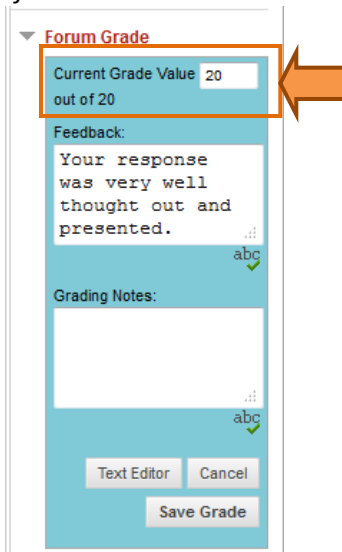 Forum Grade
Current Grade Value 20
out of 20
Feedback:
Your response
was very well
thought out and
presented.
abc
Grading Notes:
abc
Text Editor Cancel
Save Grade